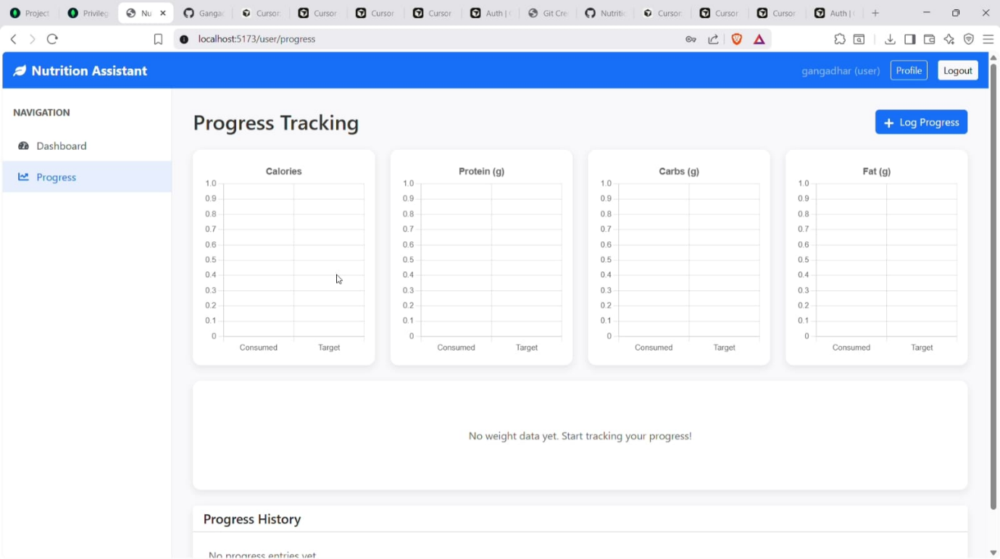 Project
Privileg
Nu
Ganga
Cursor
Cursor
Cursor
Cursor
Auth |
Git Cre
Nutriti
Cursor
Cursor
Cursor
Auth |
localhost:5173/user/progress
Nutrition Assistant
gangadhar (user)
Profile
Logout
NAVIGATION
Dashboard
Progress
Progress Tracking
+ Log Progress
Calories
1.0
0.9
0.8
0.7
0.6
0.5
0.4
0.3
0.2
0.1
0
Consumed Target
Protein (g)
1.0
0.9
0.8
0.7
0.6
0.5
0.4
0.3
0.2
0.1
0
Consumed Target
Carbs (g)
1.0
0.9
0.8
0.7
0.6
0.5
0.4
0.3
0.2
0.1
0
Consumed Target
Fat (g)
1.0
0.9
0.8
0.7
0.6
0.5
0.4
0.3
0.2
0.1
0
Consumed Target
No weight data yet. Start tracking your progress!
Progress History
No progress entries yet